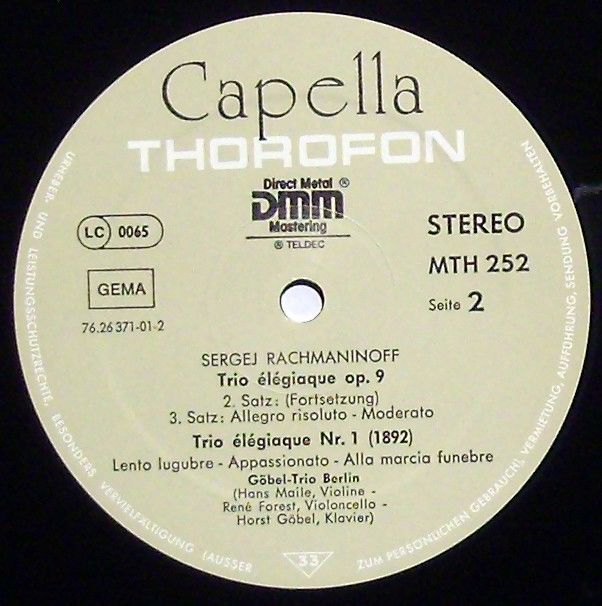 Capella
THOROFON
Direct Metal ®
DMM
Mastering
® TELDEC
LC 0065
STEREO
GEMA
MTH 252
76.26371-01-2
Seite 2
SERGEJ RACHMANINOFF
Trio élégiaque op. 9
2. Satz: (Fortsetzung)
3. Satz: Allegro risoluto - Moderato
Trio élégiaque Nr. 1 (1892)
Lento lugubre - Appassionato - Alla marcia funebre
Göbel-Trio Berlin
(Hans Maile, Violine -
René Forest, Violoncello -
Horst Göbel, Klavier)
33
URHEBER- UND LEISTUNGSSCHUTZRECHTE, BESONDERS VERVIELFÄLTIGUNG (AUSSER ZUM PERSÖNLICHEN GEBRAUCH), VERMIETUNG, AUFFÜHRUNG, SENDUNG VORBEHALTEN